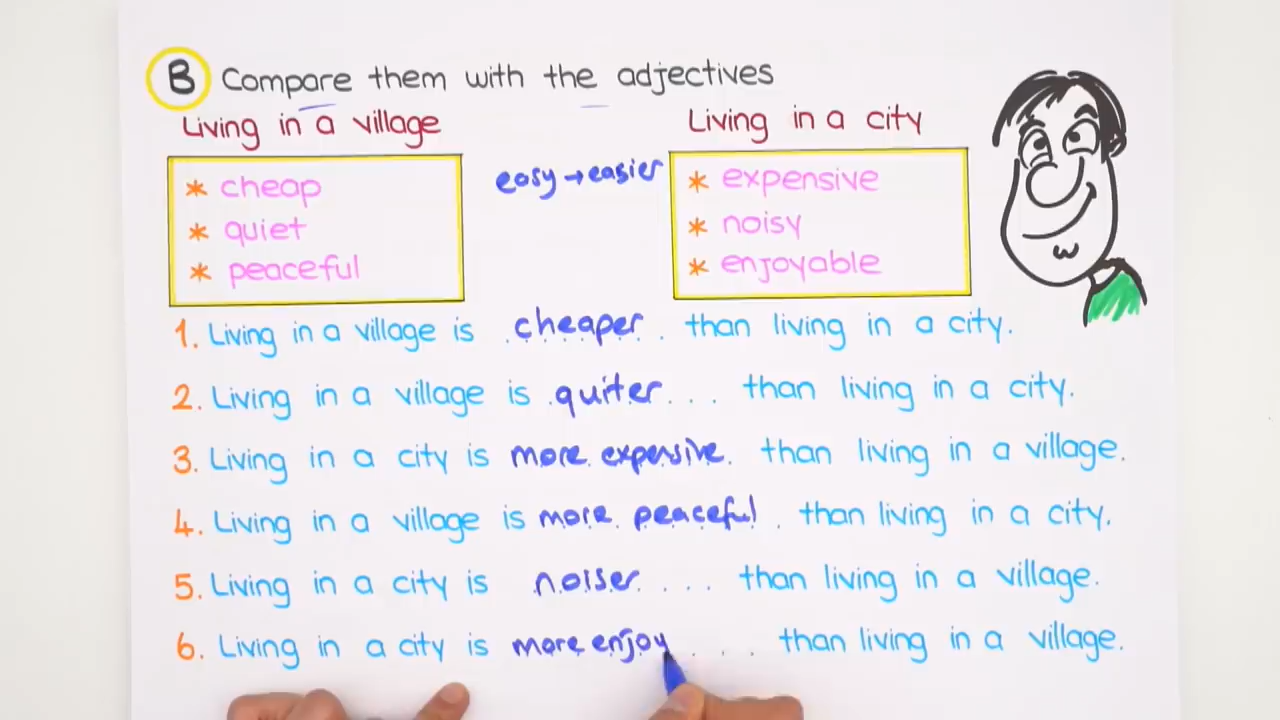 B Compare them with the adjectives
Living in a village
Living in a city
* cheap
* quiet
* peaceful
easy → easier
* expensive
* noisy
* enjoyable
1. Living in a village is .cheaper. . than living in a city.
2. Living in a village is .quiter. . . than living in a city.
3. Living in a city is more expensive. than living in a village.
4. Living in a village is more peaceful . than living in a city.
5. Living in a city is noiser. . . . than living in a village.
6. Living in a city is more enjoy . . . than living in a village.